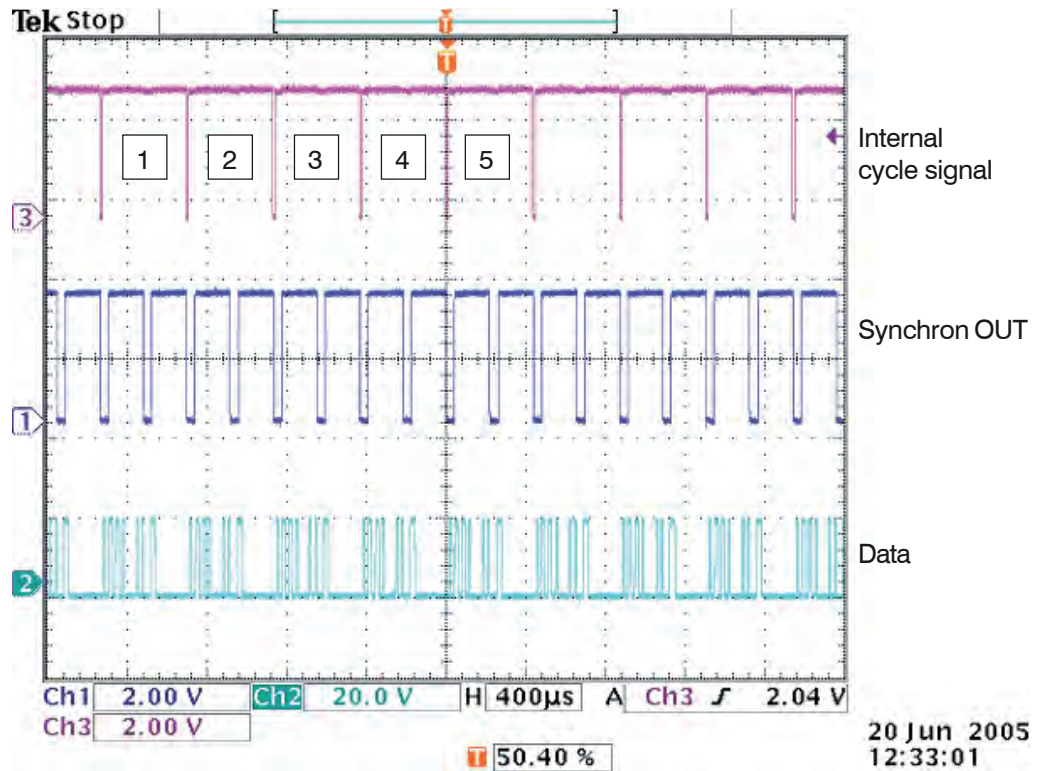 Tek Stop
T
T
1 2 3 4 5
Internal
cycle signal
3
Synchron OUT
1
Data
2
Ch1 2.00 V Ch2 20.0 V H 400µs A Ch3 2.04 V
Ch3 2.00 V
T 50.40 %
20 Jun 2005
12:33:01